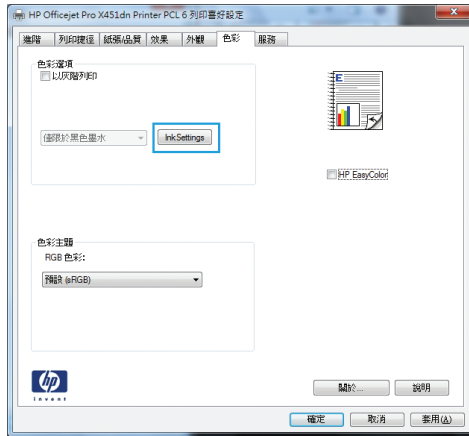 HP Officejet Pro X451dn Printer PCL 6 列印喜好設定
進階 列印捷徑 紙張/品質 效果 外觀 色彩 服務
色彩選項
以灰階列印
僅限於黑色墨水
InkSettings
HP EasyColor
色彩主題
RGB 色彩:
預設 (sRGB)
hp
invent
關於... 說明
確定 取消 套用(A)